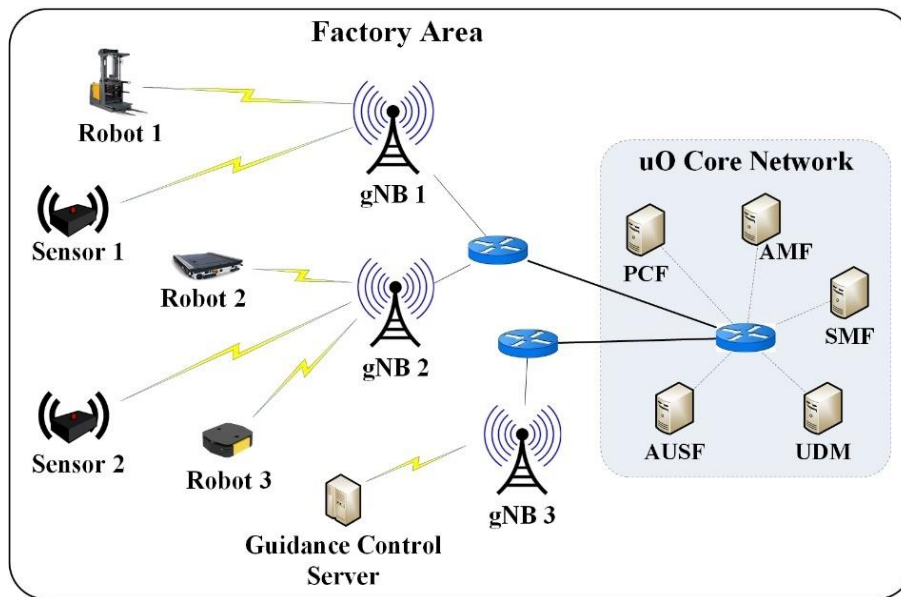 Factory Area
Robot 1
gNB 1
Sensor 1
Robot 2
gNB 2
Sensor 2
Robot 3
Guidance Control
Server
gNB 3
uO Core Network
PCF
AMF
SMF
AUSF
UDM